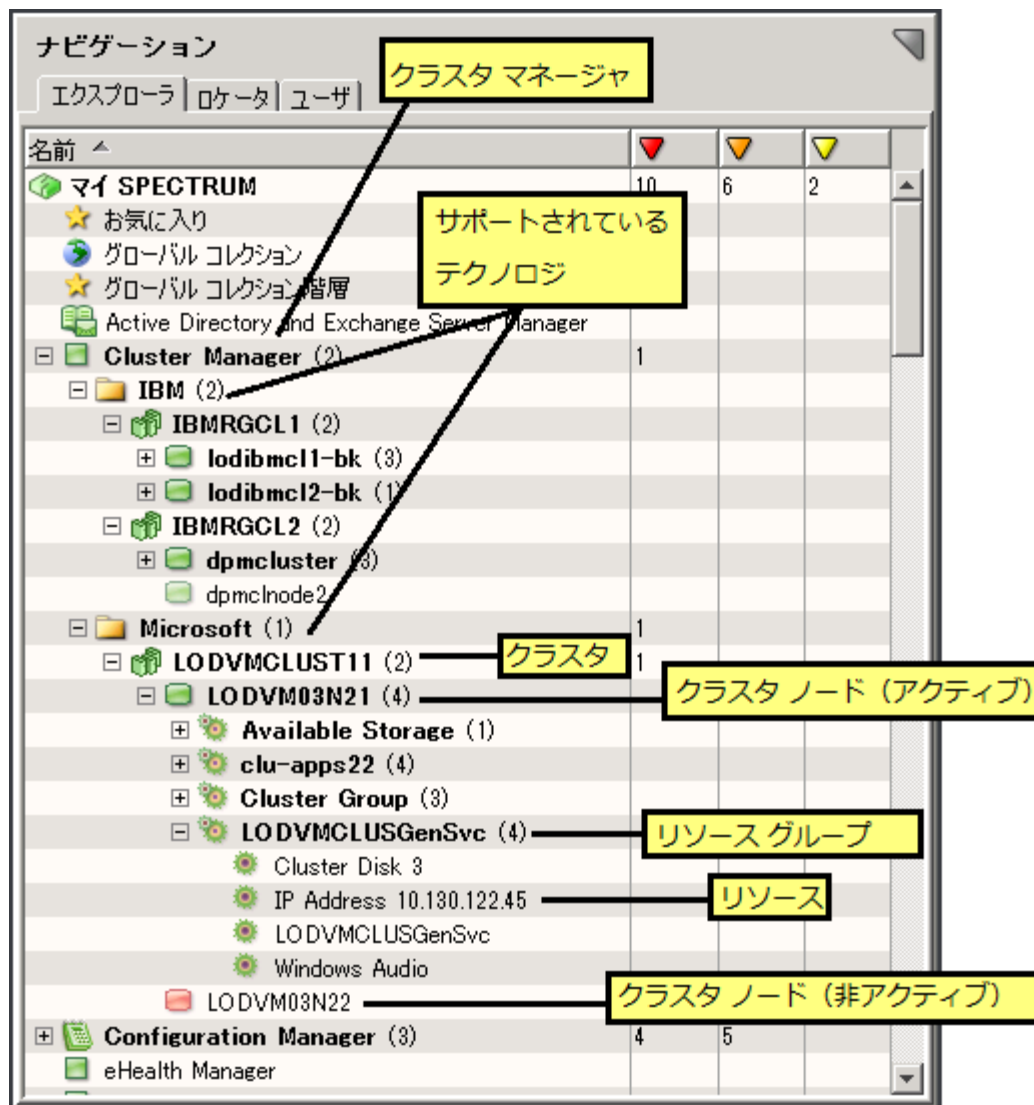 ナビゲーション
クラスタ マネージャ
エクスプローラ ロケータ ユーザ
名前
マイ SPECTRUM 10 6 2
お気に入り
サポートされている
テクノロジ
グローバル コレクション
グローバル コレクション階層
Active Directory and Exchange Server Manager
Cluster Manager (2) 1
IBM (2)
IBMRGCL1 (2)
lodibmcl1-bk (3)
lodibmcl2-bk (1)
IBMRGCL2 (2)
dpmcluster (3)
dpmclnode2
Microsoft (1) 1
LODVMCLUST11 (2) クラスタ 1
LODVM03N21 (4) クラスタ ノード（アクティブ）
Available Storage (1)
clu-apps22 (4)
Cluster Group (3)
LODVMCLUSGenSvc (4) リソース グループ
Cluster Disk 3
IP Address 10.130.122.45 リソース
LODVMCLUSGenSvc
Windows Audio
LODVM03N22 クラスタ ノード（非アクティブ）
Configuration Manager (3) 4 5
eHealth Manager